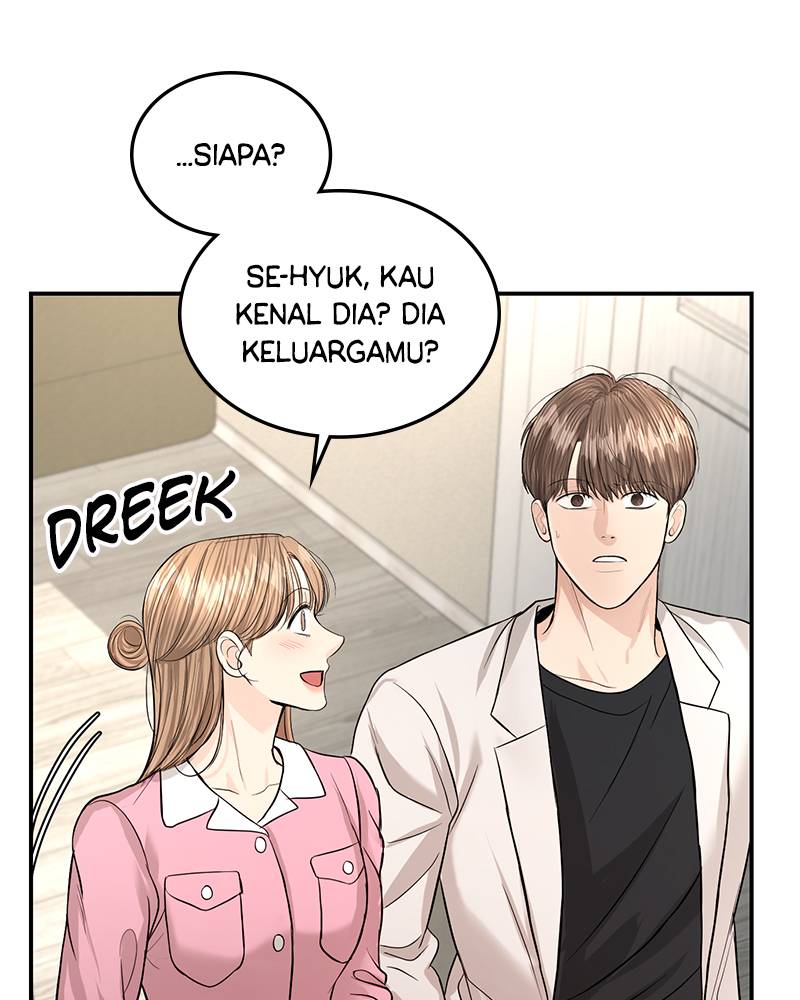 ...SIAPA?
SE-HYUK, KAU
KENAL DIA? DIA
KELUARGAMU?
DREEK